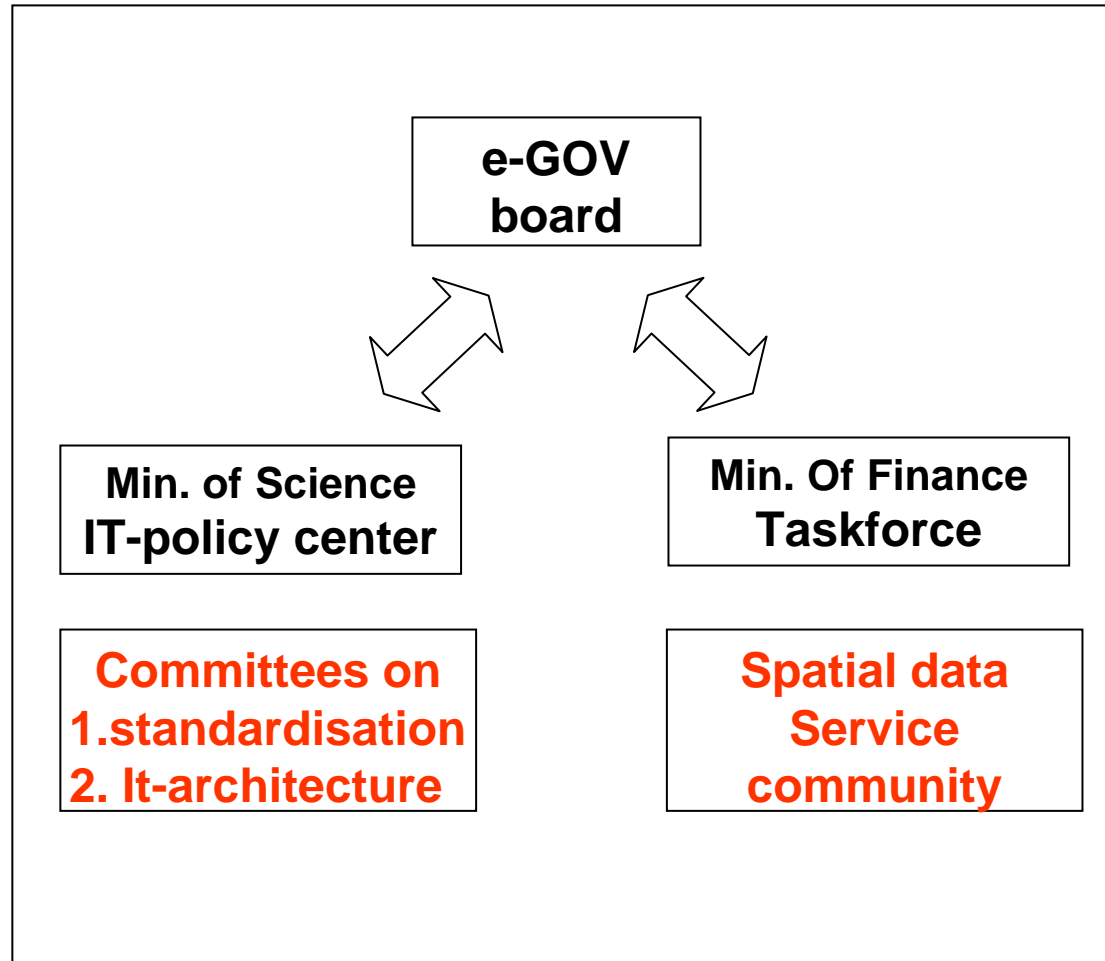 e-GOV
board
Min. of Science
IT-policy center
Min. Of Finance
Taskforce
Committees on
1.standardisation
2. It-architecture
Spatial data
Service
community